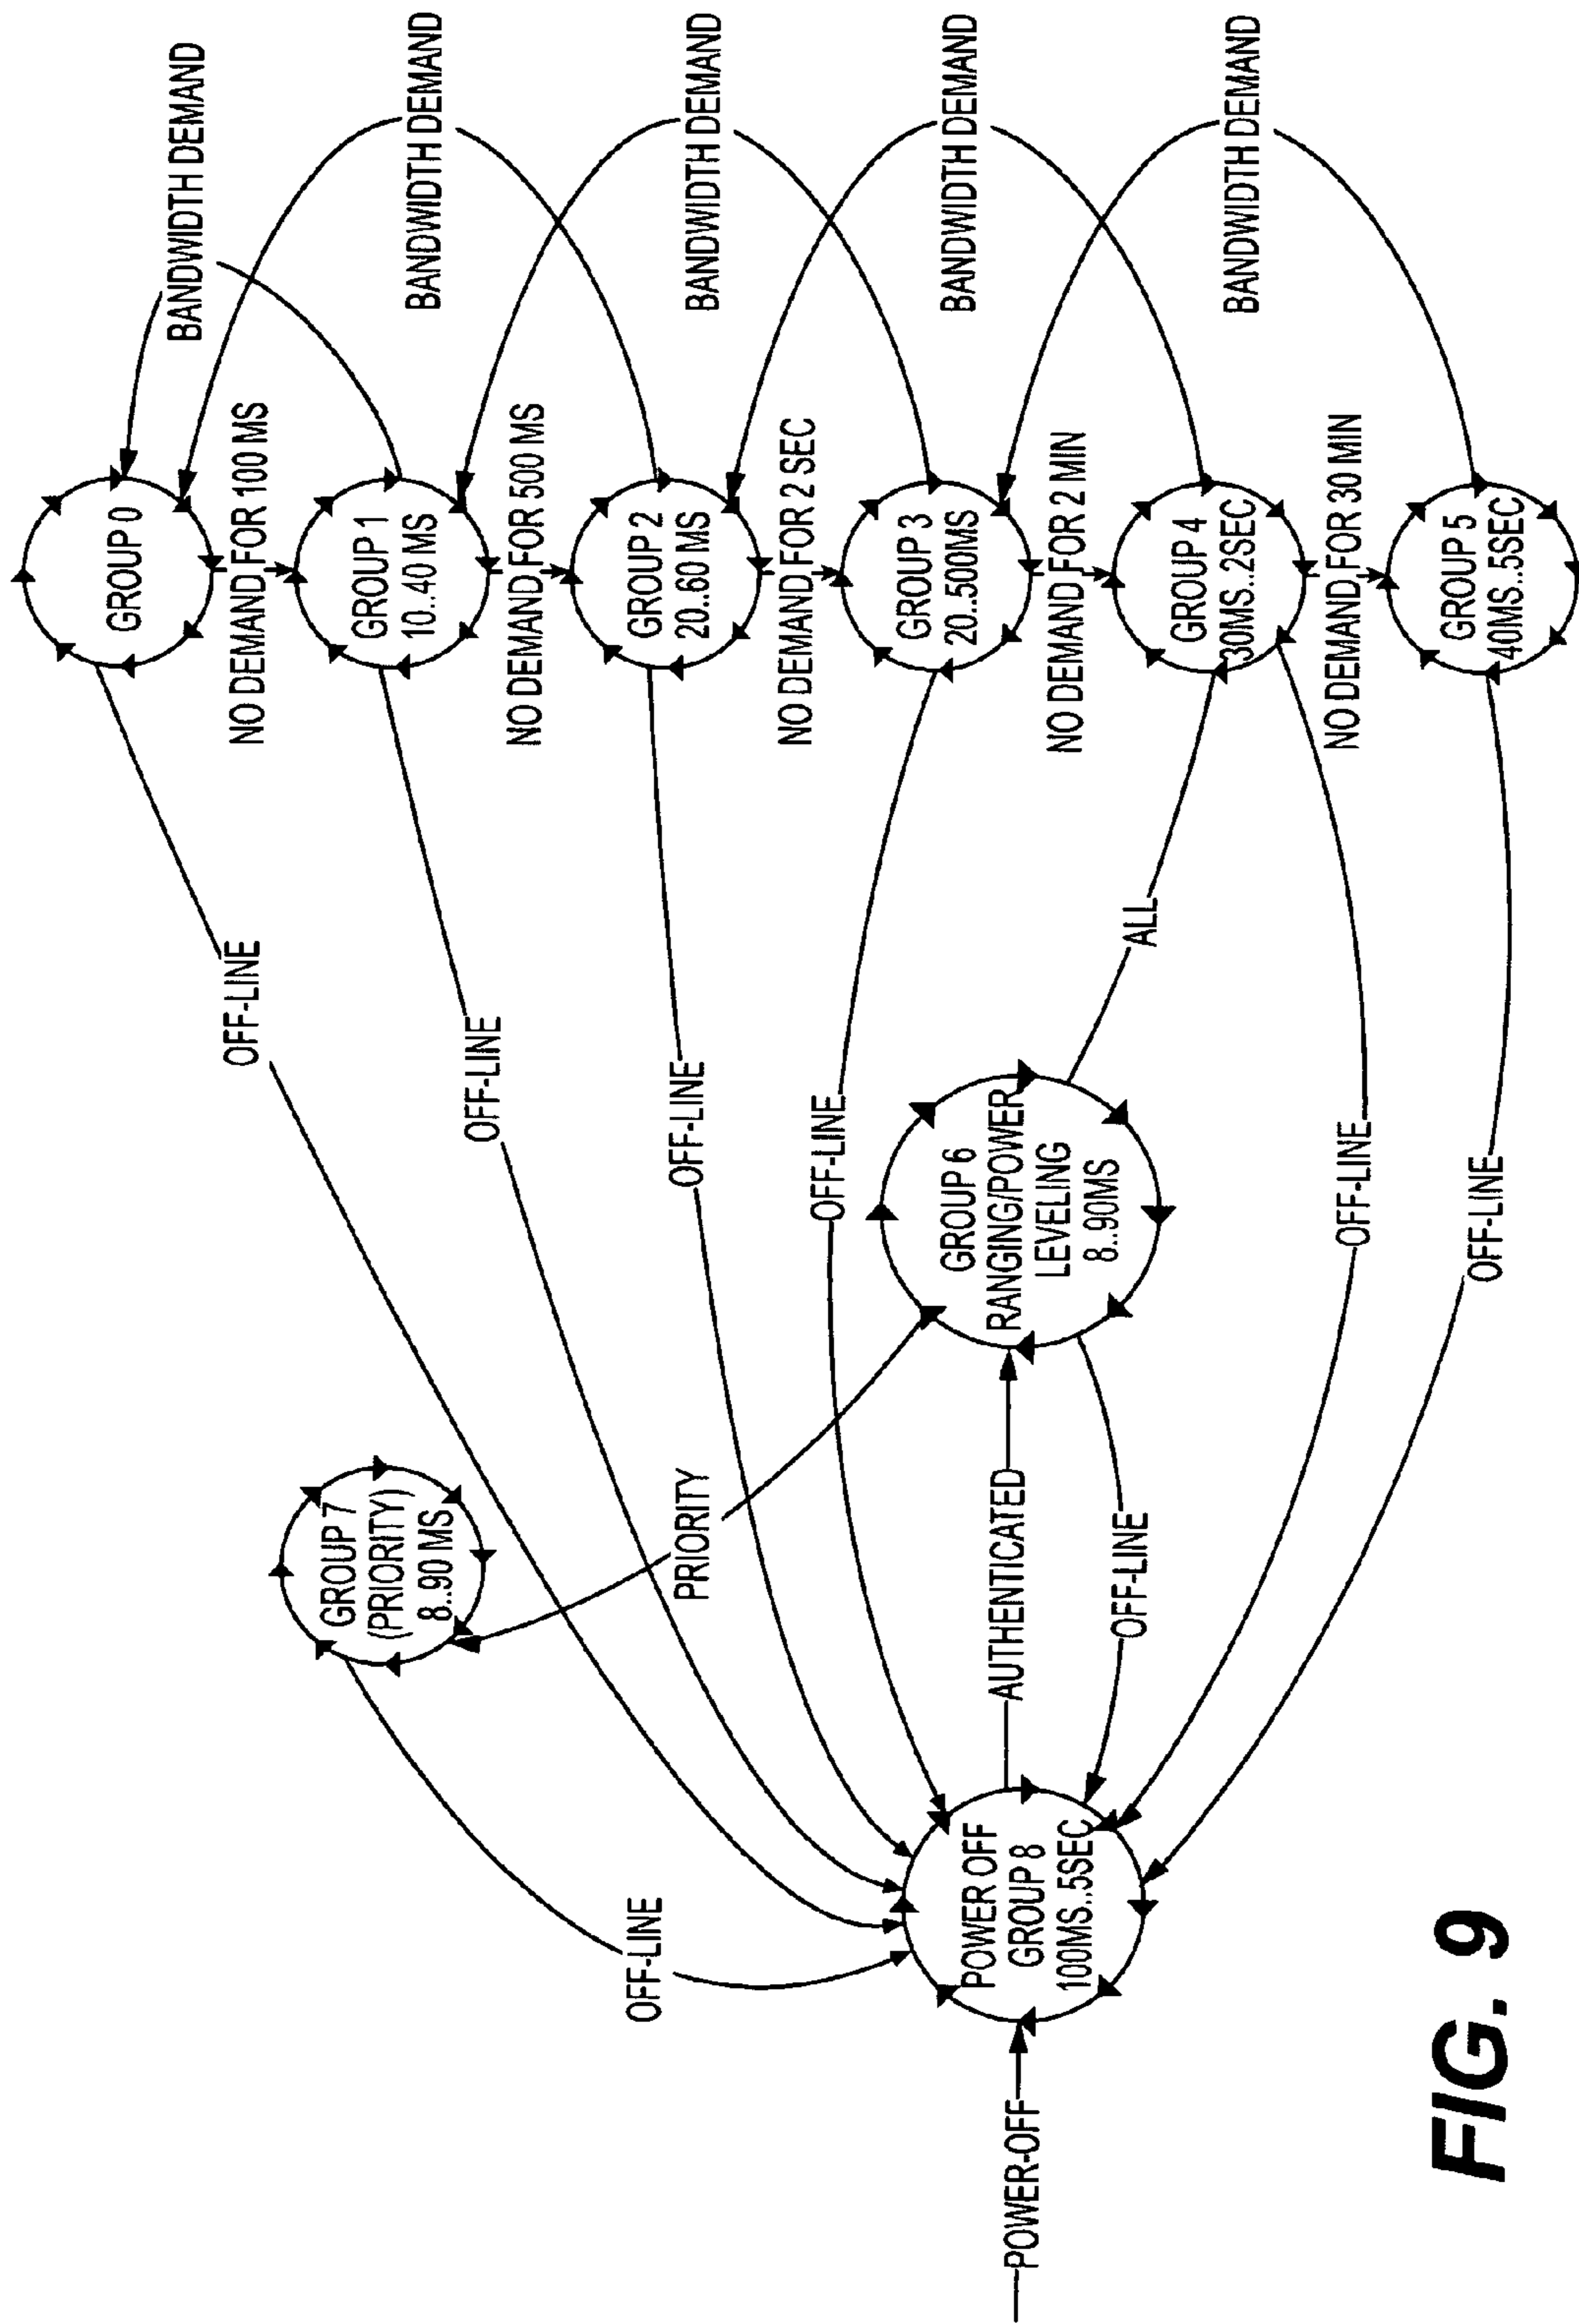 BANDWIDTH DEMAND
BANDWIDTH DEMAND
BANDWIDTH DEMAND
BANDWIDTH DEMAND
BANDWIDTH DEMAND
GROUP 0
NO DEMAND FOR 100 MS
GROUP 1
10..40 MS
NO DEMAND FOR 500 MS
GROUP 2
20..60 MS
NO DEMAND FOR 2 SEC
GROUP 3
20..500MS
NO DEMAND FOR 2 MIN
GROUP 4
30MS..2SEC
NO DEMAND FOR 30 MIN
GROUP 5
40MS..5SEC
OFF-LINE
OFF-LINE
OFF-LINE
OFF-LINE
ALL
OFF-LINE
OFF-LINE
GROUP 6
RANGING/POWER
LEVELING
8..90MS
GROUP 7
(PRIORITY)
8..90 MS
PRIORITY
AUTHENTICATED
OFF-LINE
OFF-LINE
POWER OFF
GROUP 8
100MS..5SEC
POWER-OFF
FIG. 9